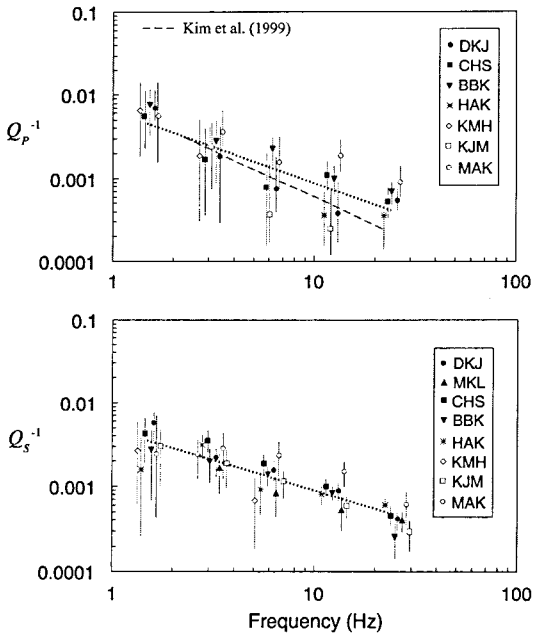 Kim et al. (1999)
0.1
0.01
0.001
0.0001
Q_P^-1
DKJ
CHS
BBK
HAK
KMH
KJM
MAK
1
10
100
0.1
0.01
0.001
0.0001
Q_S^-1
DKJ
MKL
CHS
BBK
HAK
KMH
KJM
MAK
1
10
100
Frequency (Hz)